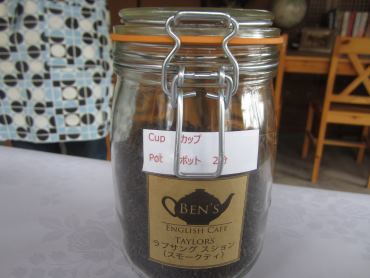 Cup カップ
Pot ポット 2
BEN'S
ENGLISH CAFE
TAYLORS
ラプサング スション
(スモークティ)